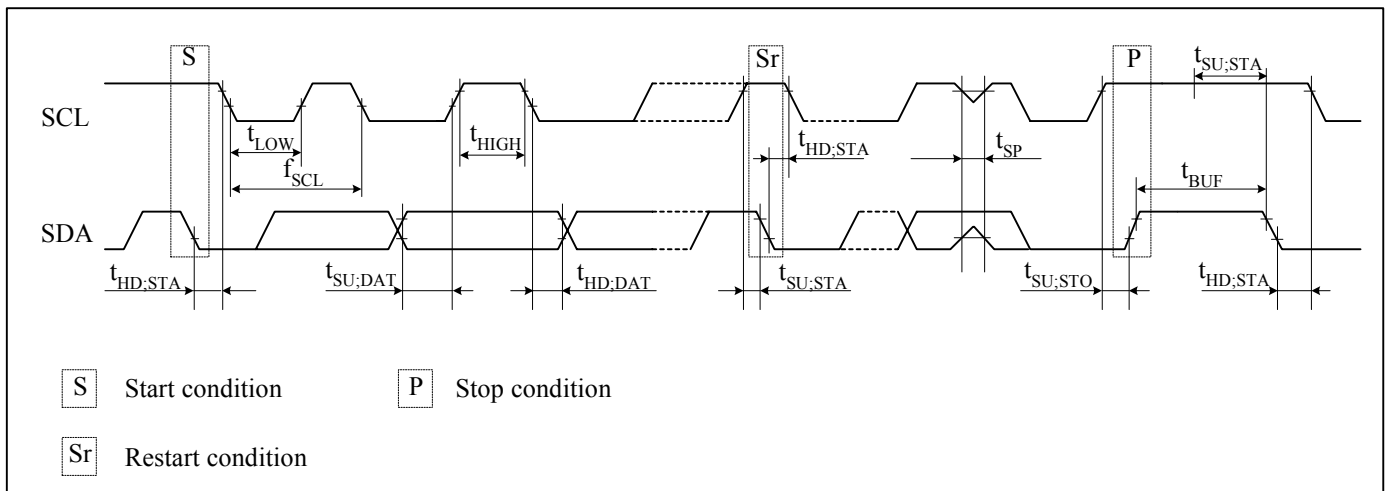 S
Sr
P
tSU;STA
SCL
tLOW
tHIGH
tHD;STA
tSP
fSCL
tBUF
SDA
tHD;STA
tSU;DAT
tHD;DAT
tSU;STA
tSU;STO
tHD;STA
S Start condition
P Stop condition
Sr Restart condition